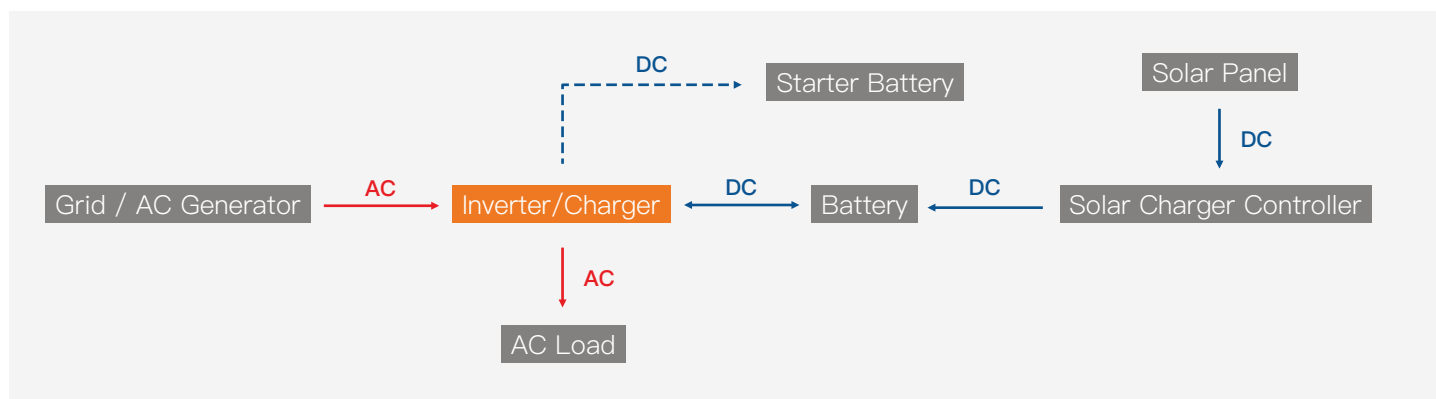 DC
Starter Battery
Solar Panel
DC
Grid / AC Generator
AC
Inverter/Charger
DC
Battery
DC
Solar Charger Controller
AC
AC Load